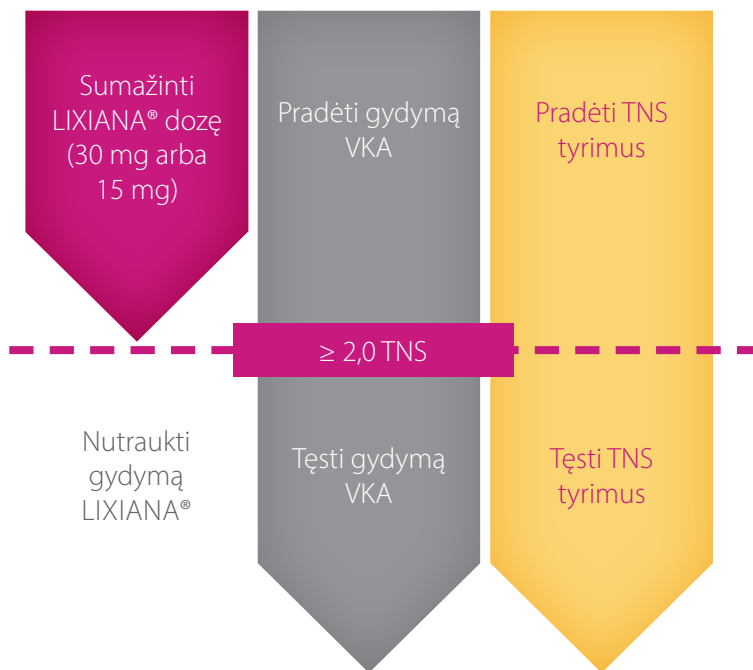 Sumažinti
LIXIANA® dozę
(30 mg arba
15 mg)
Pradėti gydymą
VKA
Pradėti TNS
tyrimus
≥ 2,0 TNS
Nutraukti
gydymą
LIXIANA®
Tęsti gydymą
VKA
Tęsti TNS
tyrimus